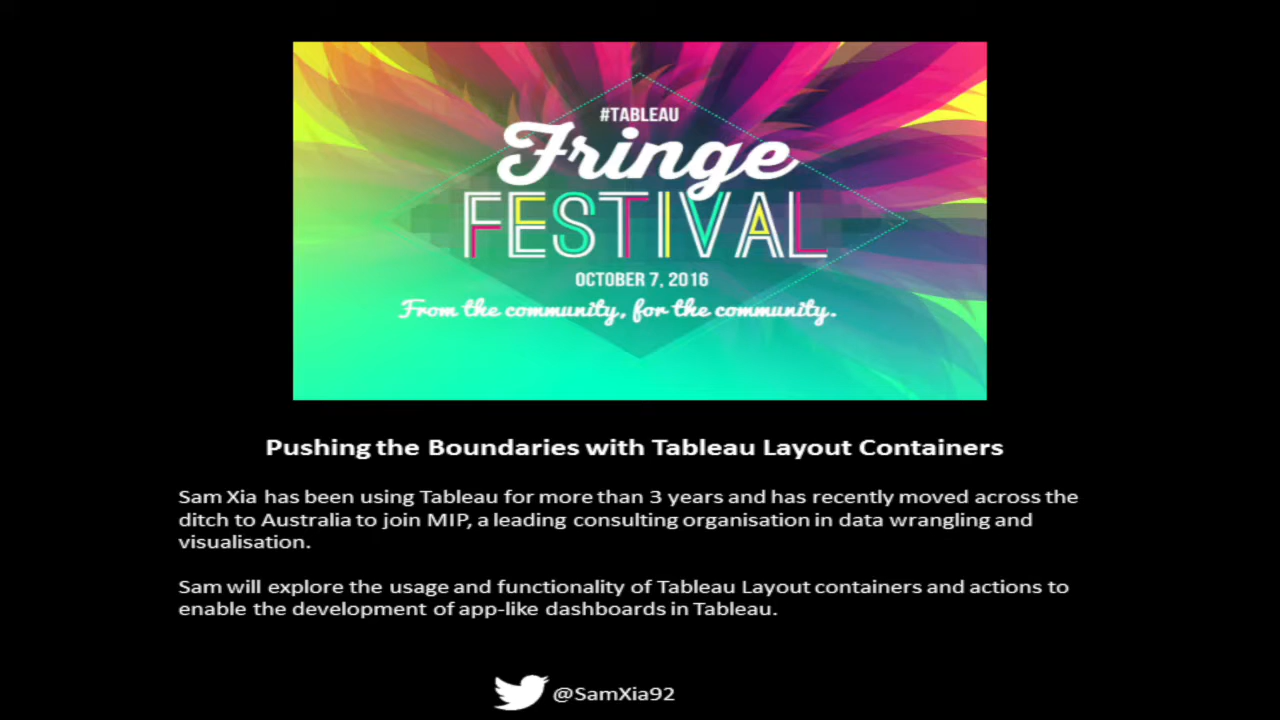 #TABLEAU
Fringe
FESTIVAL
OCTOBER 7, 2016
From the community, for the community.
Pushing the Boundaries with Tableau Layout Containers
Sam Xia has been using Tableau for more than 3 years and has recently moved across the
ditch to Australia to join MIP, a leading consulting organisation in data wrangling and
visualisation.
Sam will explore the usage and functionality of Tableau Layout containers and actions to
enable the development of app-like dashboards in Tableau.
@SamXia92